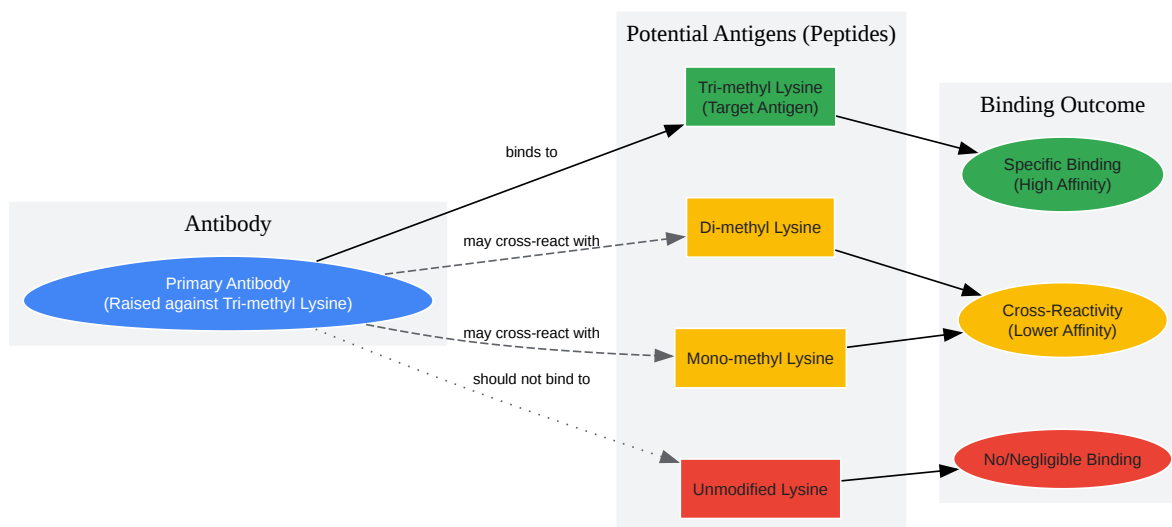 Antibody
Primary Antibody
(Raised against Tri-methyl Lysine)
binds to
may cross-react with
may cross-react with
should not bind to
Potential Antigens (Peptides)
Tri-methyl Lysine
(Target Antigen)
Di-methyl Lysine
Mono-methyl Lysine
Unmodified Lysine
Binding Outcome
Specific Binding
(High Affinity)
Cross-Reactivity
(Lower Affinity)
No/Negligible Binding